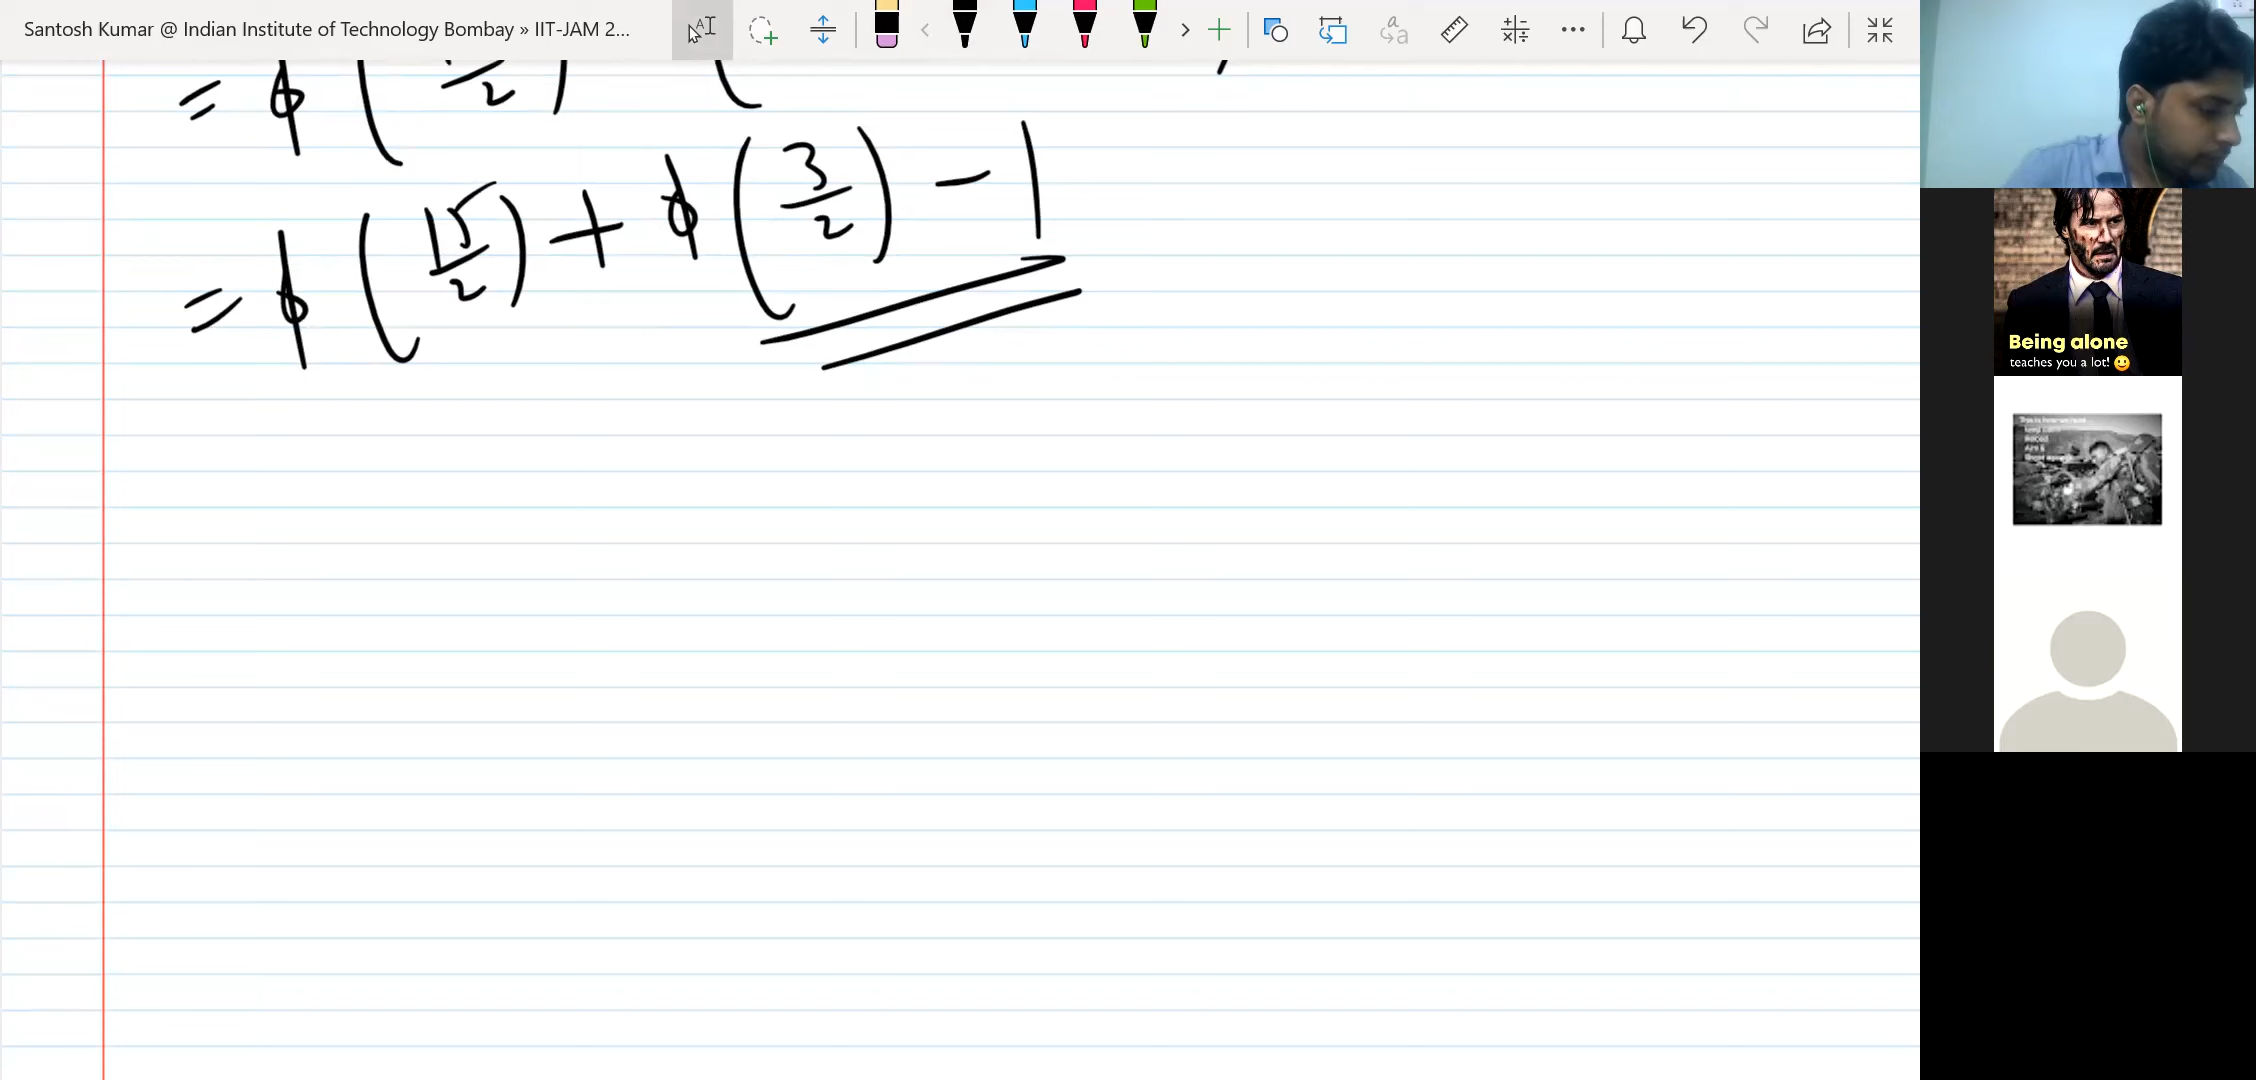 Santosh Kumar @ Indian Institute of Technology Bombay » IIT-JAM 2...
= ϕ ( /2 ) (
= ϕ ( 15/2 ) + ϕ ( 3/2 ) − 1
Being alone
teaches you a lot! 🙂